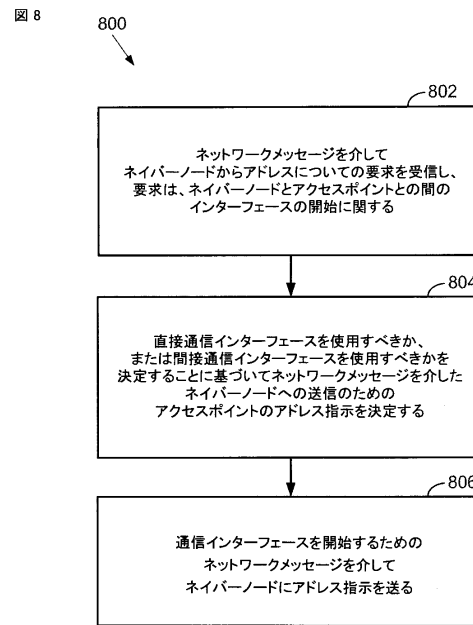 図 8
800
802
ネットワークメッセージを介して
ネイバーノードからアドレスについての要求を受信し、
要求は、ネイバーノードとアクセスポイントとの間の
インターフェースの開始に関する
804
直接通信インターフェースを使用すべきか、
または間接通信インターフェースを使用すべきかを
決定することに基づいてネットワークメッセージを介した
ネイバーノードへの送信のための
アクセスポイントのアドレス指示を決定する
806
通信インターフェースを開始するための
ネットワークメッセージを介して
ネイバーノードにアドレス指示を送る